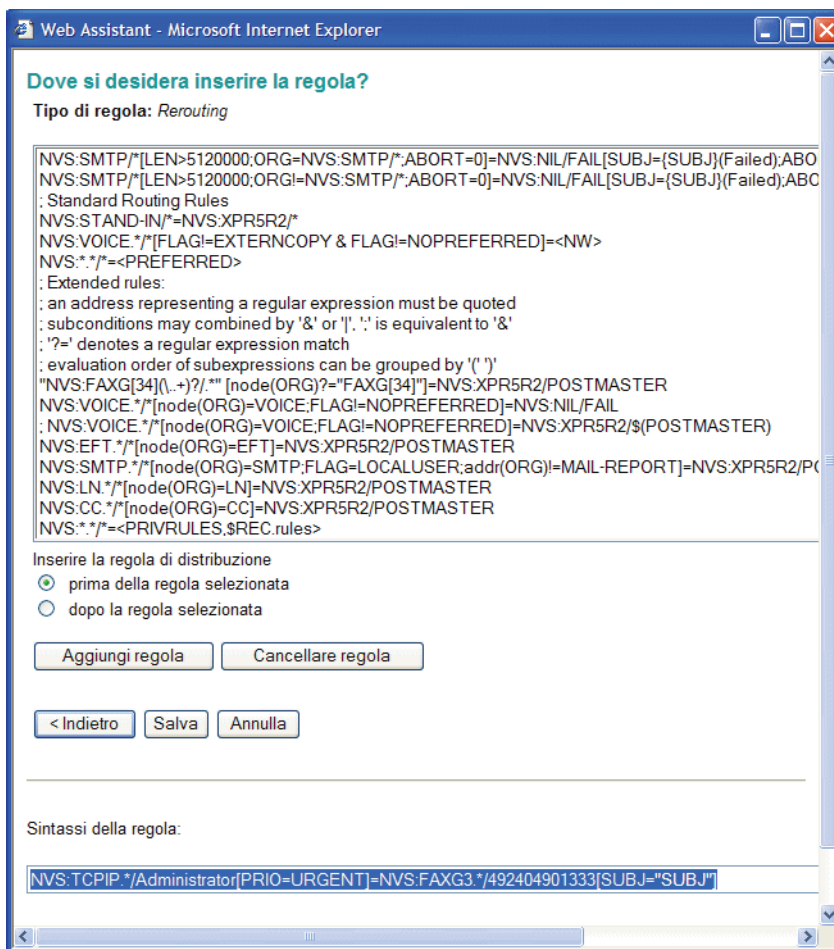 Web Assistant - Microsoft Internet Explorer
Dove si desidera inserire la regola?
Tipo di regola: Rerouting
NVS:SMTP/*[LEN>5120000;ORG=NVS:SMTP/*;ABORT=0]=NVS:NIL/FAIL[SUBJ={SUBJ}(Failed);ABO
NVS:SMTP/*[LEN>5120000;ORG!=NVS:SMTP/*;ABORT=0]=NVS:NIL/FAIL[SUBJ={SUBJ}(Failed);ABC
; Standard Routing Rules
NVS:STAND-IN/*=NVS:XPR5R2/*
NVS:VOICE.*/*[FLAG!=EXTERNCOPY & FLAG!=NOPREFERRED]=<NW>
NVS:*.*/*=<PREFERRED>
; Extended rules:
; an address representing a regular expression must be quoted
; subconditions may combined by '&' or '|', ';' is equivalent to '&'
; '?=' denotes a regular expression match
; evaluation order of subexpressions can be grouped by '(' ')'
"NVS:FAXG[34](\..+)?/.*" [node(ORG)?="FAXG[34]"]=NVS:XPR5R2/POSTMASTER
NVS:VOICE.*/*[node(ORG)=VOICE;FLAG!=NOPREFERRED]=NVS:NIL/FAIL
; NVS:VOICE.*/*[node(ORG)=VOICE;FLAG!=NOPREFERRED]=NVS:XPR5R2/$(POSTMASTER)
NVS:EFT.*/*[node(ORG)=EFT]=NVS:XPR5R2/POSTMASTER
NVS:SMTP.*/*[node(ORG)=SMTP;FLAG=LOCALUSER;addr(ORG)!=MAIL-REPORT]=NVS:XPR5R2/PO
NVS:LN.*/*[node(ORG)=LN]=NVS:XPR5R2/POSTMASTER
NVS:CC.*/*[node(ORG)=CC]=NVS:XPR5R2/POSTMASTER
NVS:*.*/*=<PRIVRULES,$REC.rules>
Inserire la regola di distribuzione
prima della regola selezionata
dopo la regola selezionata
Aggiungi regola Cancellare regola
< Indietro Salva Annulla
Sintassi della regola:
NVS:TCPIP.*/Administrator[PRIO=URGENT]=NVS:FAXG3.*/492404901333[SUBJ="SUBJ"]